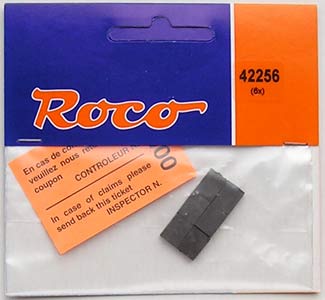 Roco
42256
(6x)
En cas de
veuillez nous
coupon
CONTROLEUR
00
In case of claims please
send back this ticket
INSPECTOR N.